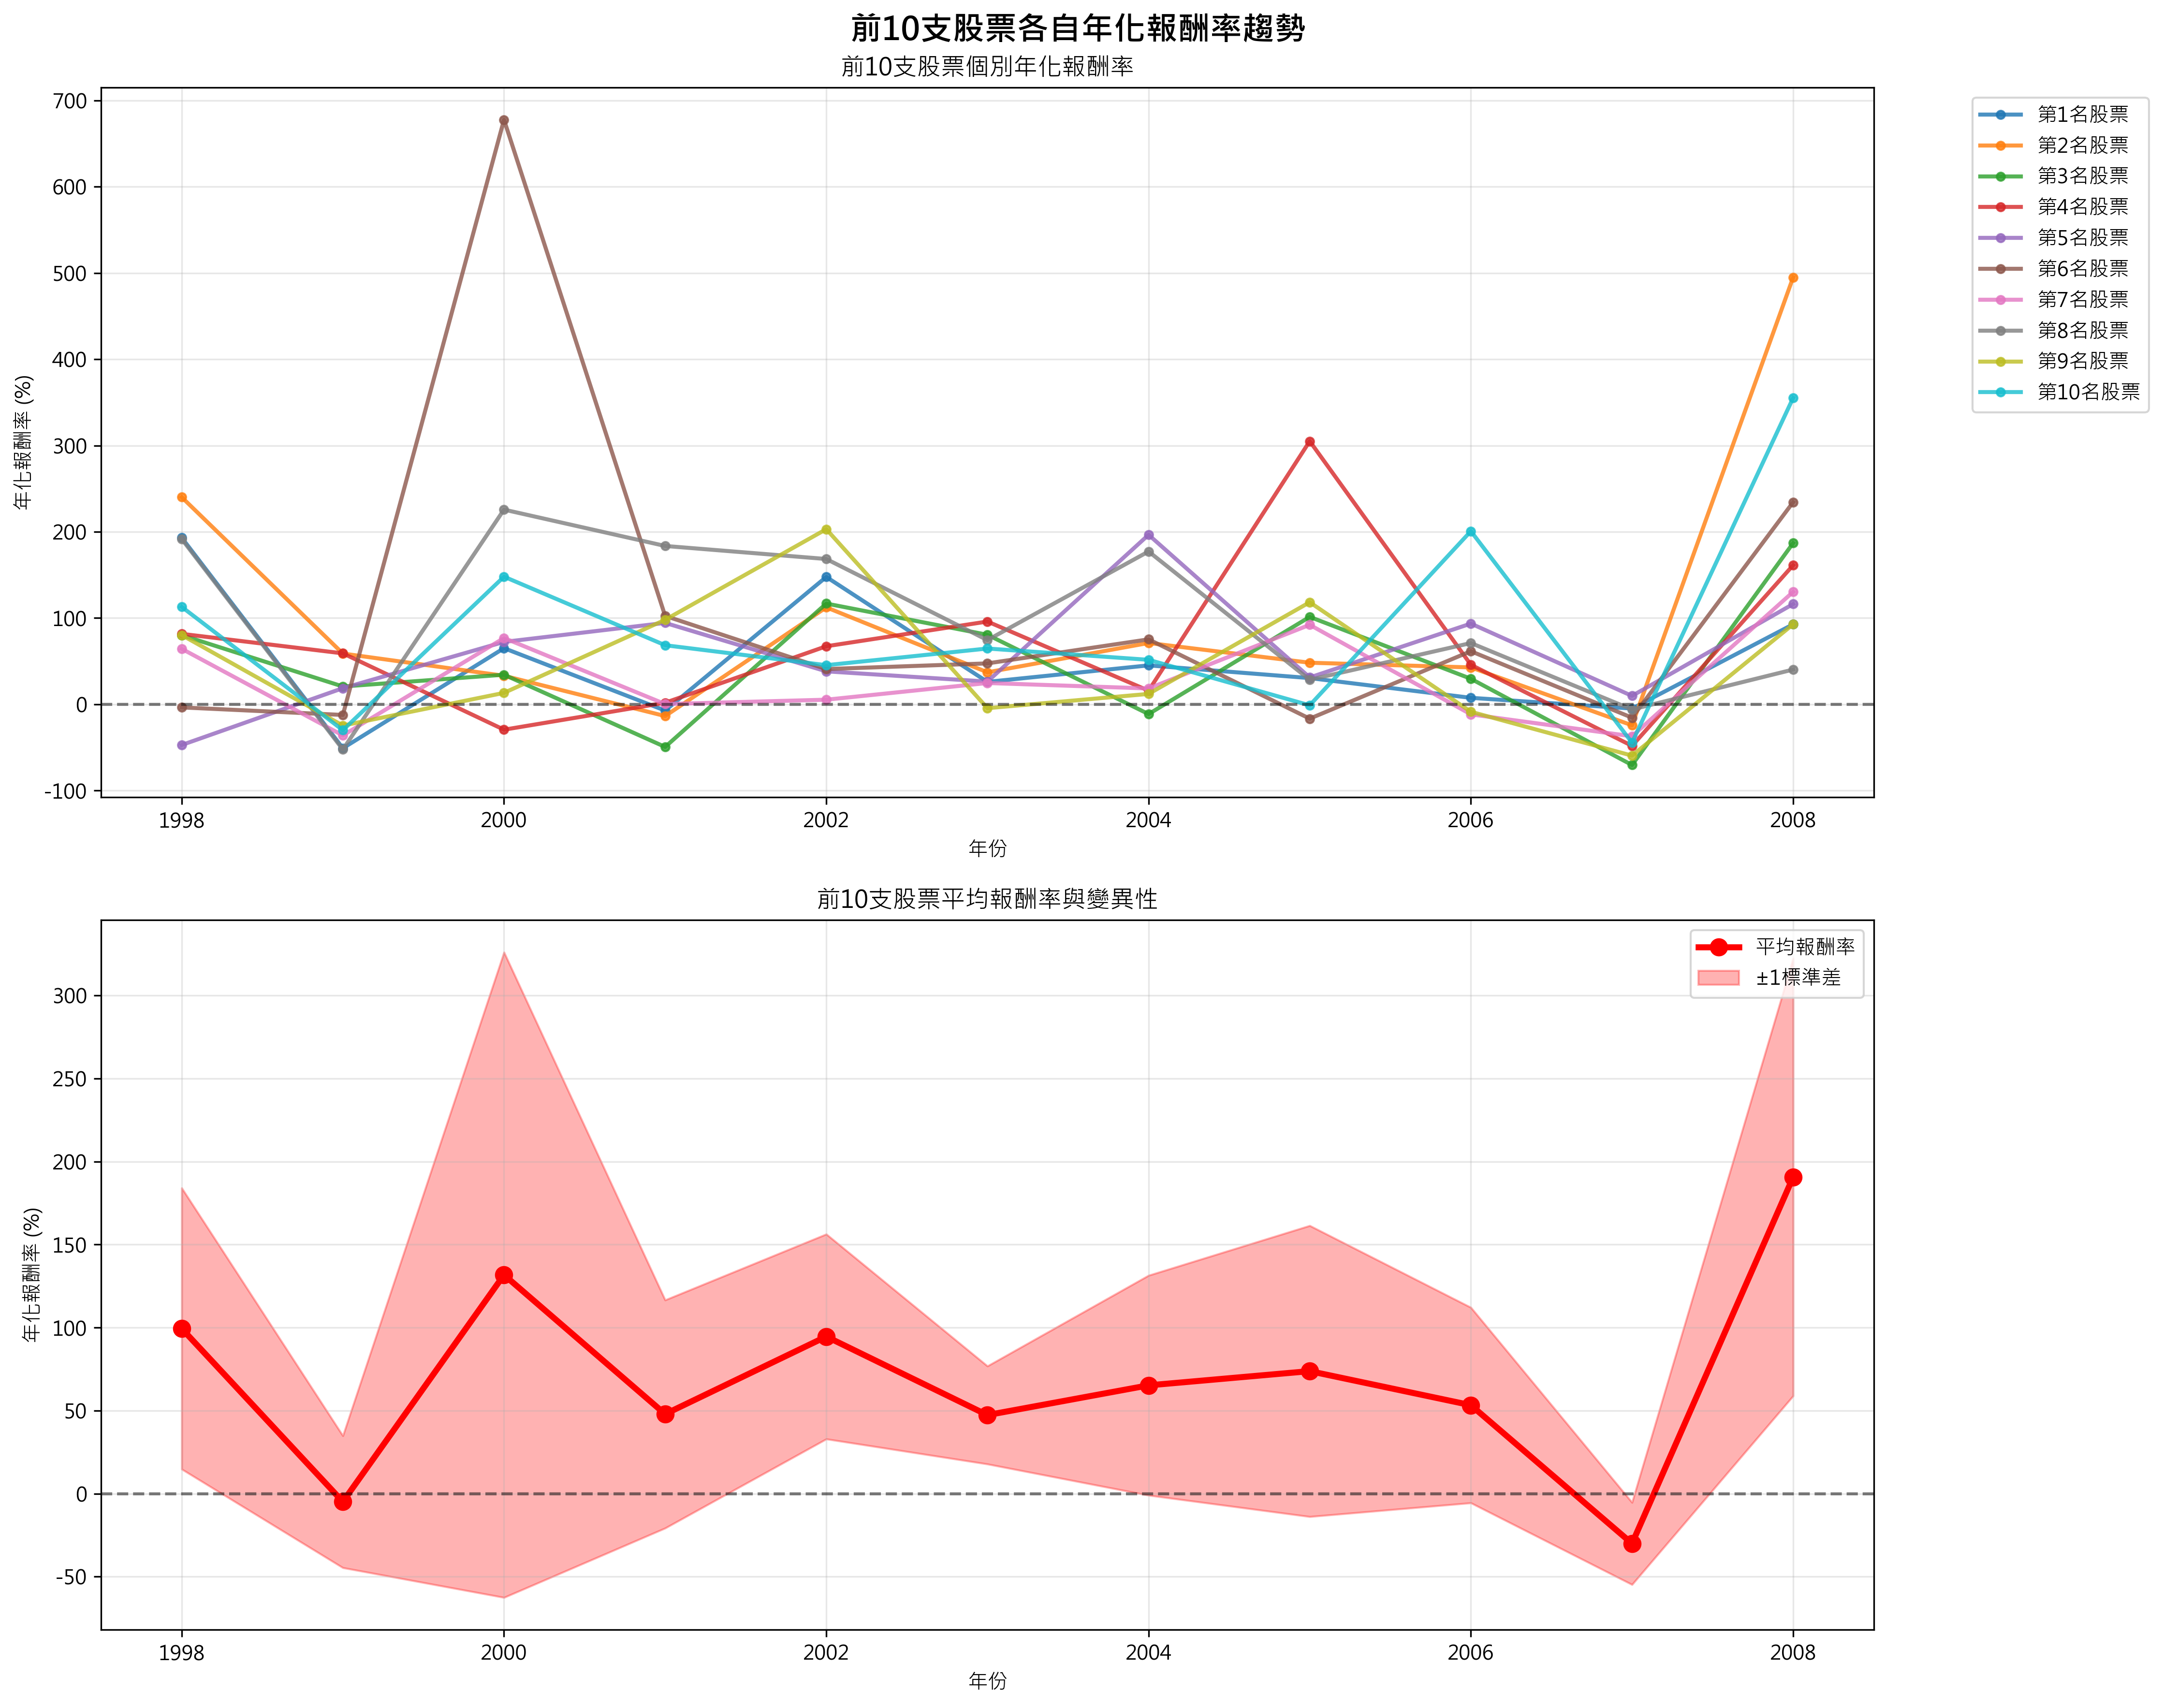 前10支股票各自年化報酬率趨勢
前10支股票個別年化報酬率
700
600
500
400
300
200
100
0
-100
年化報酬率 (%)
1998
2000
2002
2004
2006
2008
年份
第1名股票
第2名股票
第3名股票
第4名股票
第5名股票
第6名股票
第7名股票
第8名股票
第9名股票
第10名股票
前10支股票平均報酬率與變異性
300
250
200
150
100
50
0
-50
年化報酬率 (%)
平均報酬率
±1標準差
1998
2000
2002
2004
2006
2008
年份